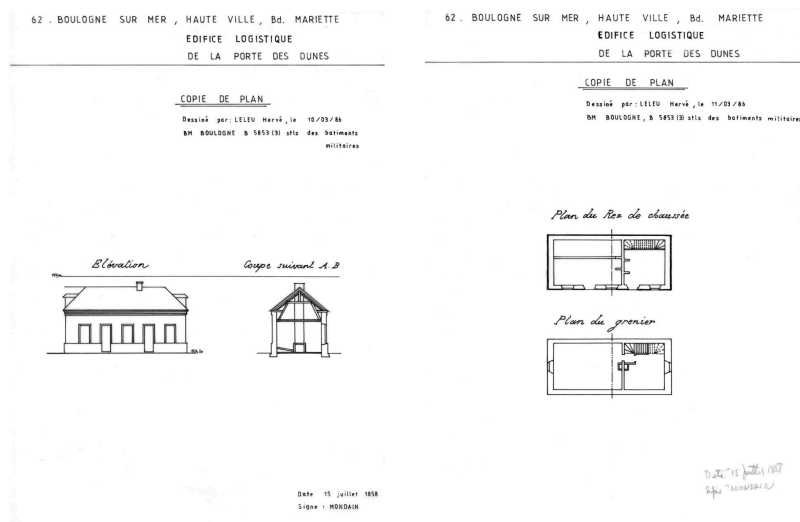 62 . BOULOGNE SUR MER , HAUTE VILLE , Bd. MARIETTE
EDIFICE LOGISTIQUE
DE LA PORTE DES DUNES
COPIE DE PLAN
Dessiné par : LELEU Hervé , le 10/03/86
BM BOULOGNE B 5853 (3) stls des batiments
militaires
Elévation
Coupe suivant A.B
Date 15 juillet 1858
Signe : MONDAIN
62 . BOULOGNE SUR MER , HAUTE VILLE , Bd. MARIETTE
EDIFICE LOGISTIQUE
DE LA PORTE DES DUNES
COPIE DE PLAN
Dessiné par : LELEU Hervé , le 11/03/86
BM BOULOGNE , B 5853 (3) stls des batiments militaires
Plan du Rez de chaussée
Plan du grenier
Date 15 juillet 1858
MONDAIN